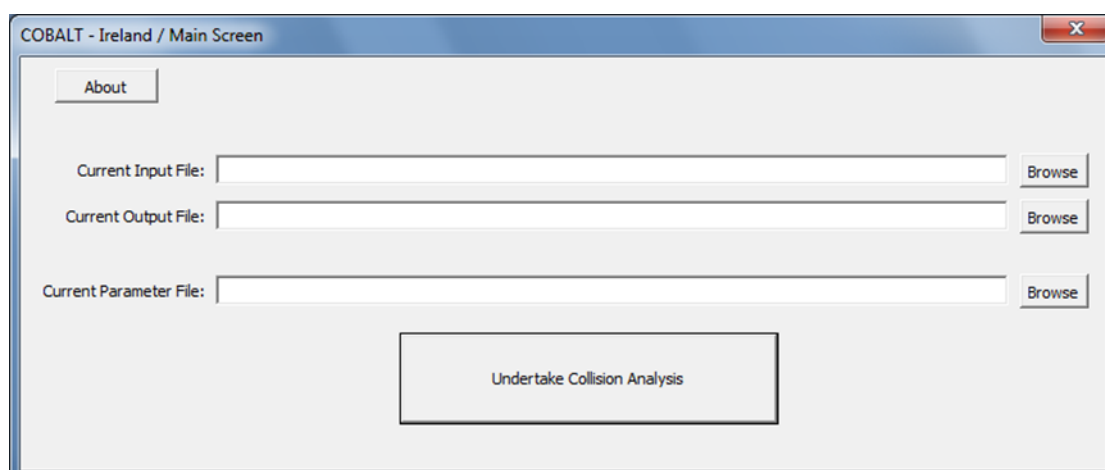 COBALT - Ireland / Main Screen
About
Current Input File:
Browse
Current Output File:
Browse
Current Parameter File:
Browse
Undertake Collision Analysis